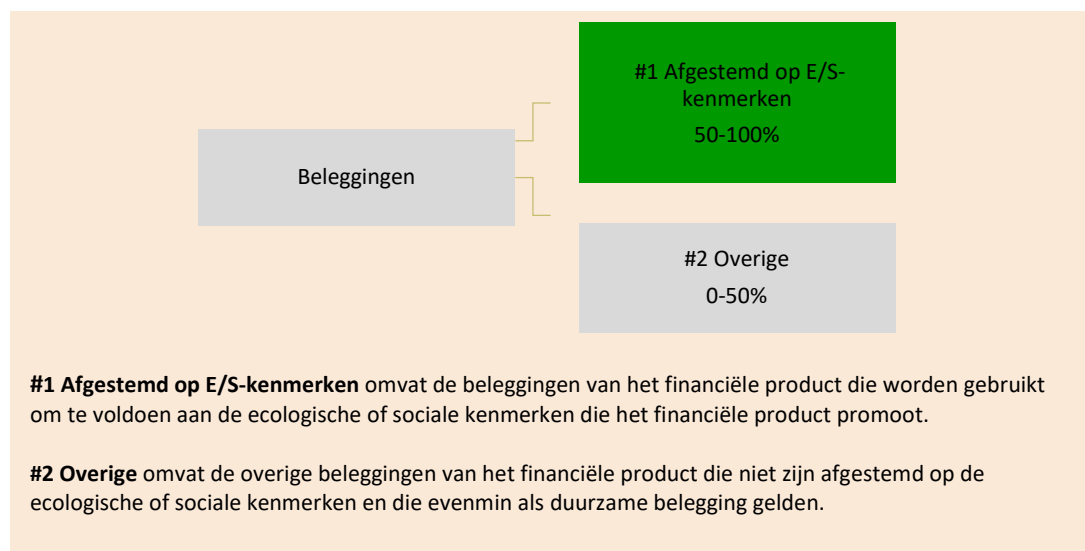 #1 Afgestemd op E/S-
kenmerken
50-100%
Beleggingen
#2 Overige
0-50%
#1 Afgestemd op E/S-kenmerken omvat de beleggingen van het financiële product die worden gebruikt
om te voldoen aan de ecologische of sociale kenmerken die het financiële product promoot.
#2 Overige omvat de overige beleggingen van het financiële product die niet zijn afgestemd op de
ecologische of sociale kenmerken en die evenmin als duurzame belegging gelden.